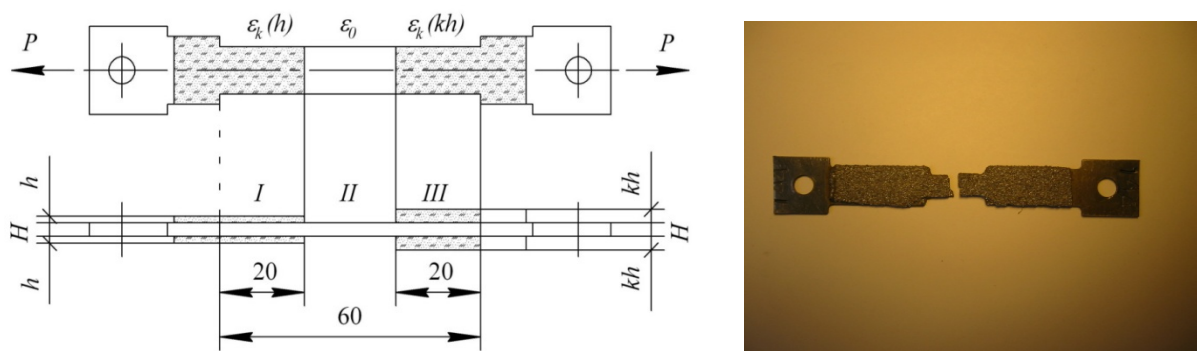 P ε_k(h) ε_0 ε_k(kh) P
h I II III kh
H H
h kh
20 20
60